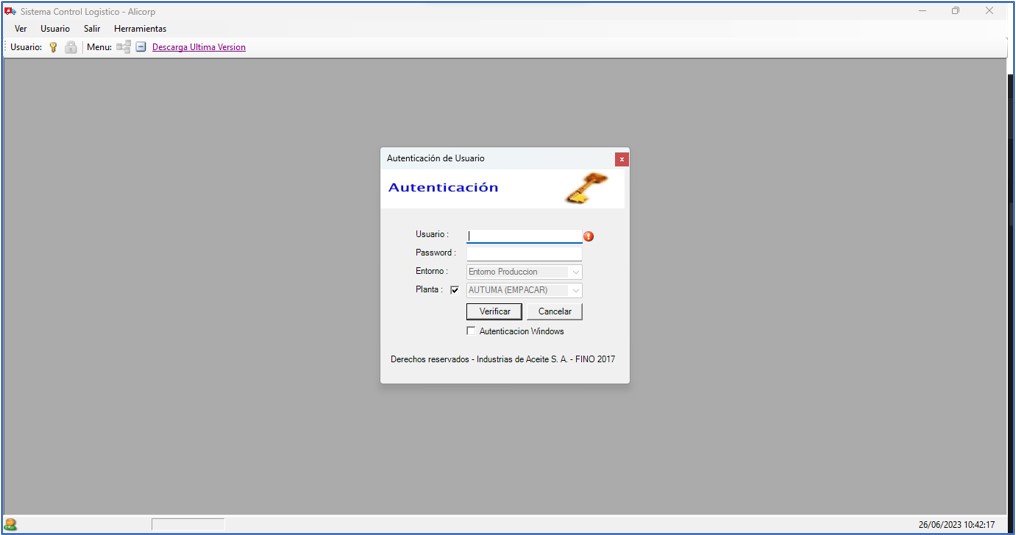 Sistema Control Logístico - Alicorp
Ver Usuario Salir Herramientas
Usuario: Menu: Descarga Ultima Version
Autenticación de Usuario
Autenticación
Usuario :
Password :
Entorno : Entorno Produccion
Planta : AUTUMA (EMPACAR)
Verificar Cancelar
Autenticacion Windows
Derechos reservados - Industrias de Aceite S. A. - FINO 2017
26/06/2023 10:42:17